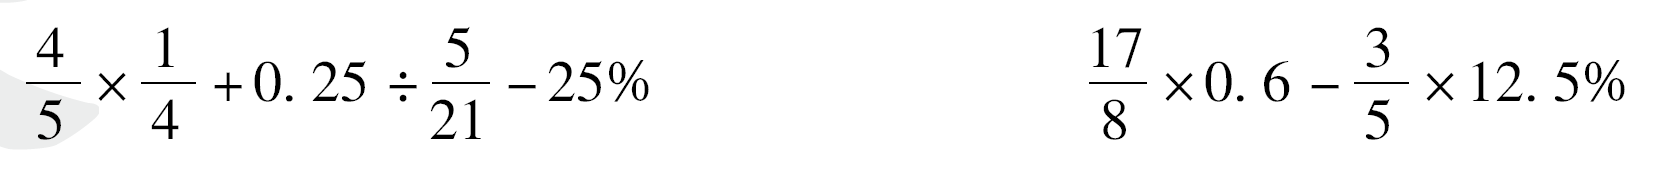 4/5 × 1/4 + 0.25 ÷ 5/21 − 25%
17/8 × 0.6 − 3/5 × 12.5%